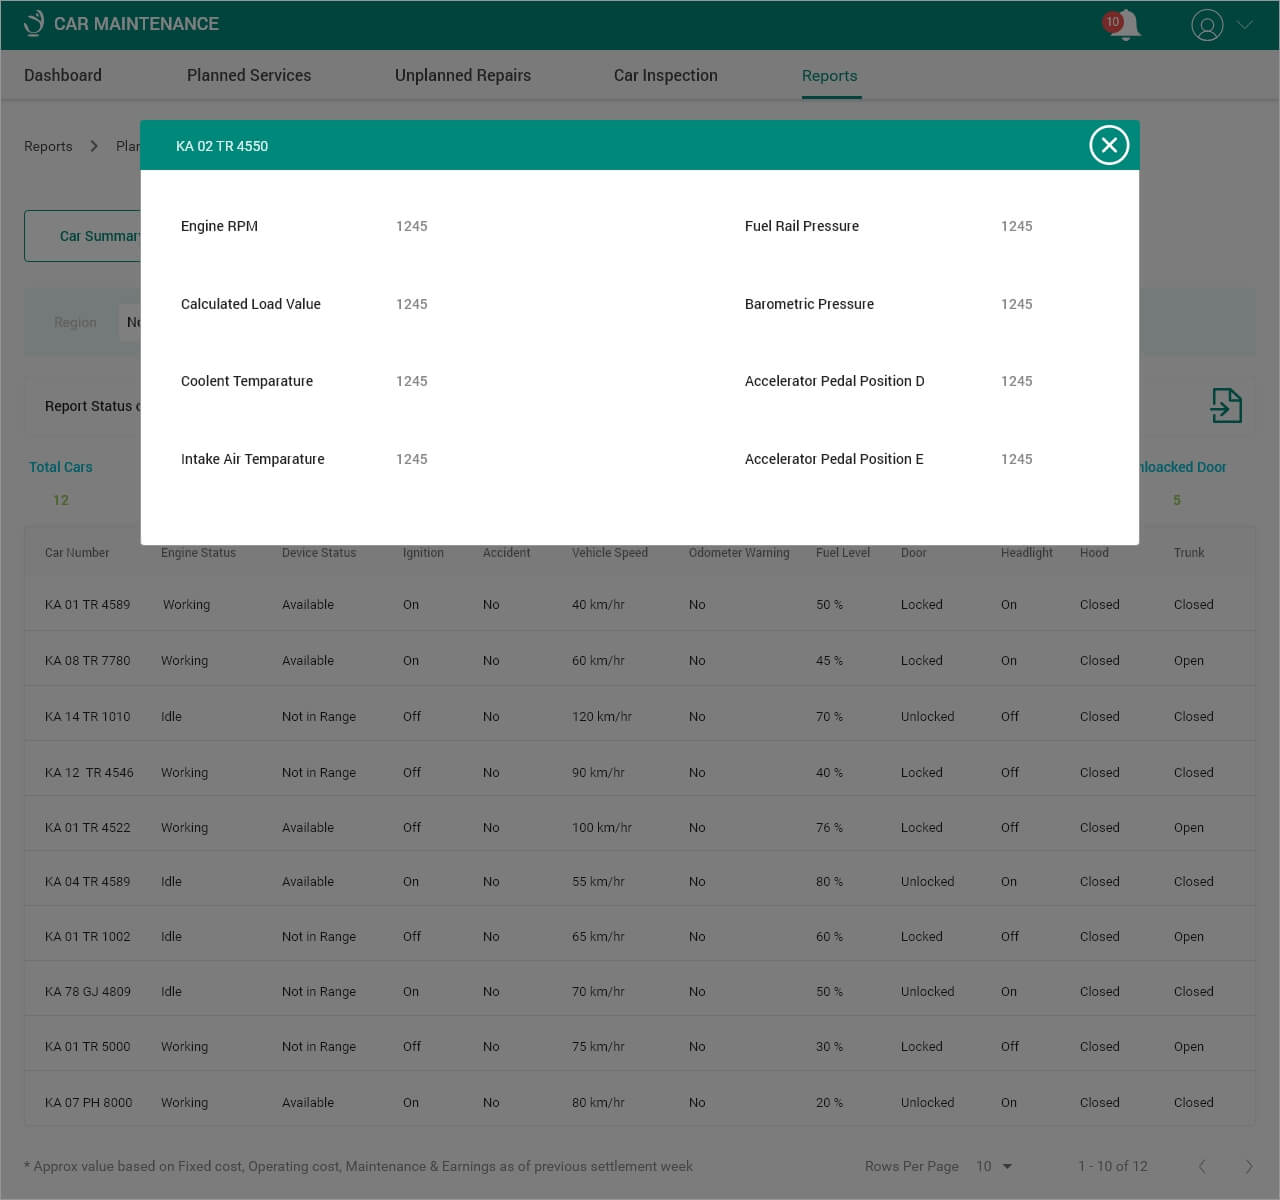 CAR MAINTENANCE
10
Dashboard Planned Services Unplanned Repairs Car Inspection Reports
Reports
KA 02 TR 4550
Engine RPM 1245 Fuel Rail Pressure 1245
Calculated Load Value 1245 Barometric Pressure 1245
Coolent Temparature 1245 Accelerator Pedal Position D 1245
Intake Air Temparature 1245 Accelerator Pedal Position E 1245
Car Summar
Region
Report Status
Total Cars Door
12 5
Car Number Engine Status Device Status Ignition Accident Vehicle Speed Odometer Warning Fuel Level Door Headlight Hood Trunk
KA 01 TR 4589 Working Available On No 40 km/hr No 50 % Locked On Closed Closed
KA 08 TR 7780 Working Available On No 60 km/hr No 45 % Locked On Closed Open
KA 14 TR 1010 Idle Not in Range Off No 120 km/hr No 70 % Unlocked Off Closed Closed
KA 12 TR 4546 Working Not in Range Off No 90 km/hr No 40 % Locked Off Closed Closed
KA 01 TR 4522 Working Available Off No 100 km/hr No 76 % Locked Off Closed Open
KA 04 TR 4589 Idle Available On No 55 km/hr No 80 % Unlocked On Closed Closed
KA 01 TR 1002 Idle Not in Range Off No 65 km/hr No 60 % Locked Off Closed Open
KA 78 GJ 4809 Idle Not in Range On No 70 km/hr No 50 % Unlocked On Closed Closed
KA 01 TR 5000 Working Not in Range Off No 75 km/hr No 30 % Locked Off Closed Open
KA 07 PH 8000 Working Available On No 80 km/hr No 20 % Unlocked On Closed Closed
* Approx value based on Fixed cost, Operating cost, Maintenance & Earnings as of previous settlement week Rows Per Page 10 1 - 10 of 12